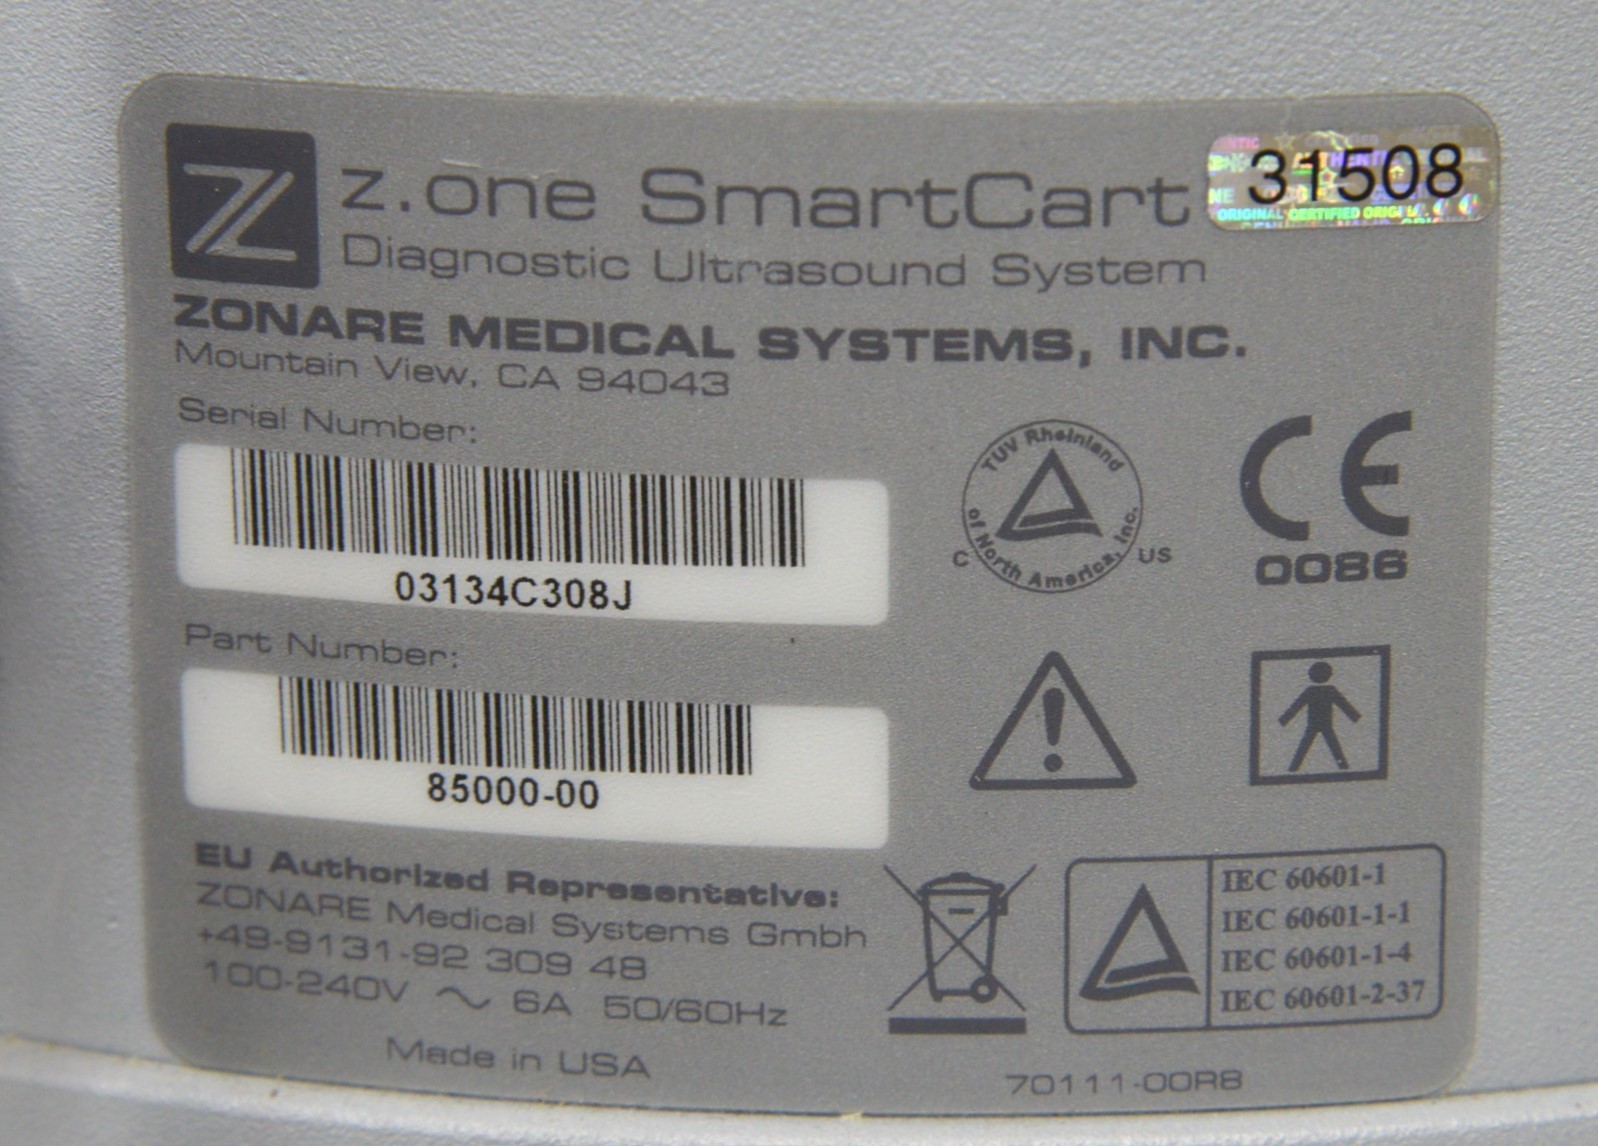 z.one SmartCart
31508
Diagnostic Ultrasound System
ZONARE MEDICAL SYSTEMS, INC.
Mountain View, CA 94043
Serial Number:
03134C308J
TUV Rheinland
of North America, Inc.
C US
CE
0086
Part Number:
85000-00
EU Authorized Representative:
ZONARE Medical Systems Gmbh
+49-9131-92 309 48
100-240V ~ 6A 50/60Hz
IEC 60601-1
IEC 60601-1-1
IEC 60601-1-4
IEC 60601-2-37
Made in USA
70111-00R8
ORIGINAL CERTIFIED